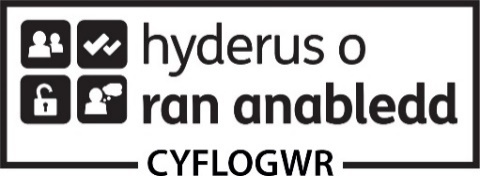 hyderus o
ran anabledd
CYFLOGWR